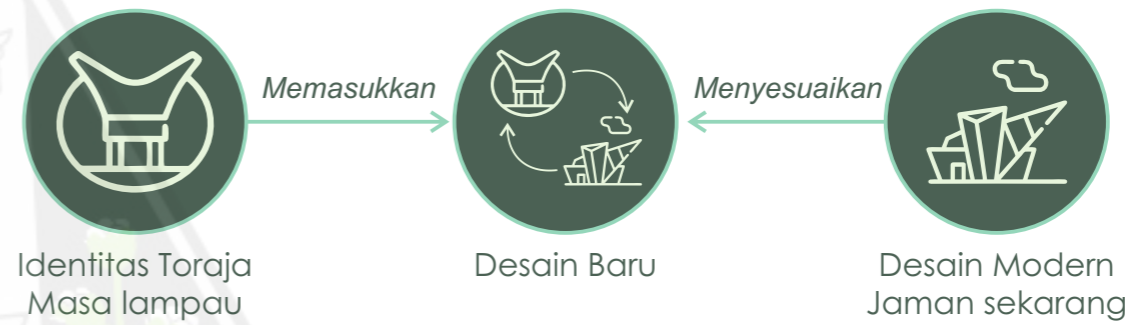 Memasukkan
Menyesuaikan
Identitas Toraja
Masa lampau
Desain Baru
Desain Modern
Jaman sekarang